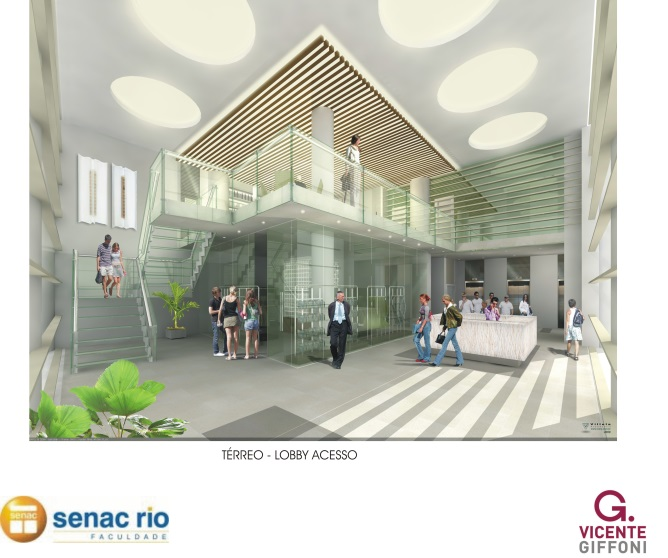 TÉRREO - LOBBY ACESSO
senac
senac rio
FACULDADE
G.
VICENTE
GIFFONI